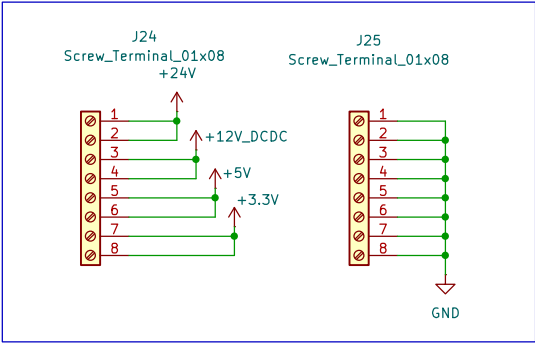 J24
Screw_Terminal_01x08
+24V
1
2
3
4
5
6
7
8
+12V_DCDC
+5V
+3.3V
J25
Screw_Terminal_01x08
1
2
3
4
5
6
7
8
GND